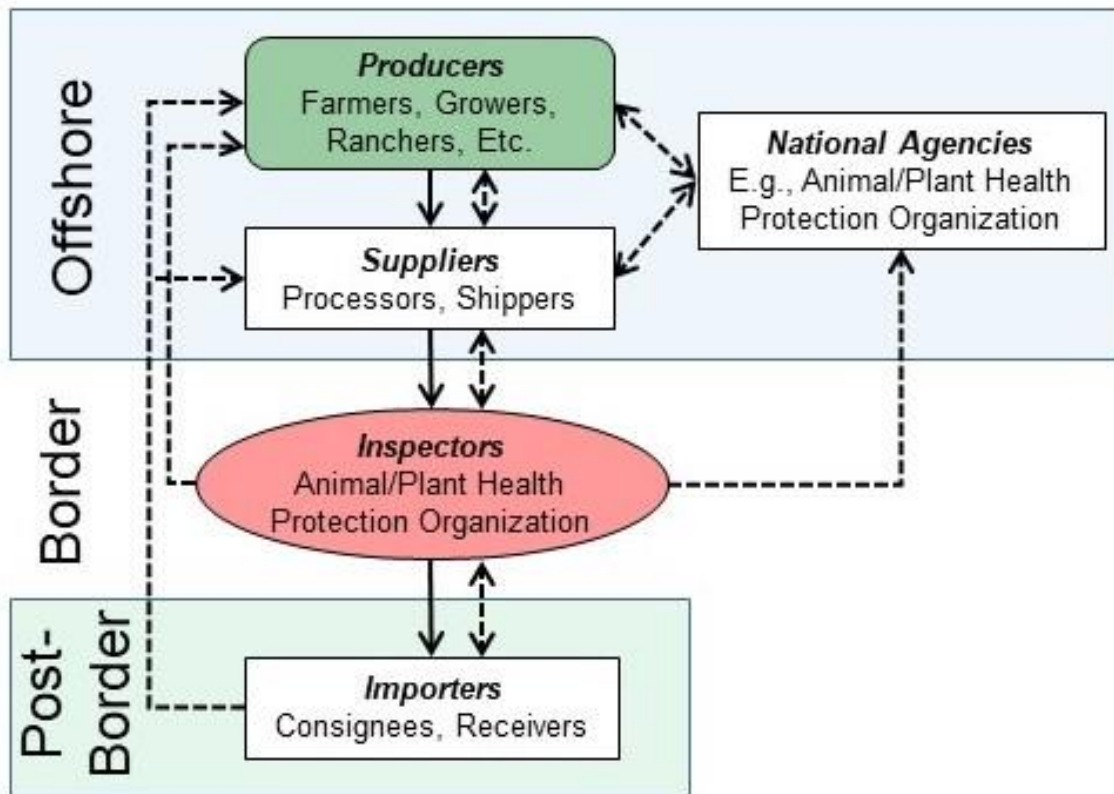 Offshore
Producers
Farmers, Growers,
Ranchers, Etc.
National Agencies
E.g., Animal/Plant Health
Protection Organization
Suppliers
Processors, Shippers
Border
Inspectors
Animal/Plant Health
Protection Organization
Post-
Border
Importers
Consignees, Receivers